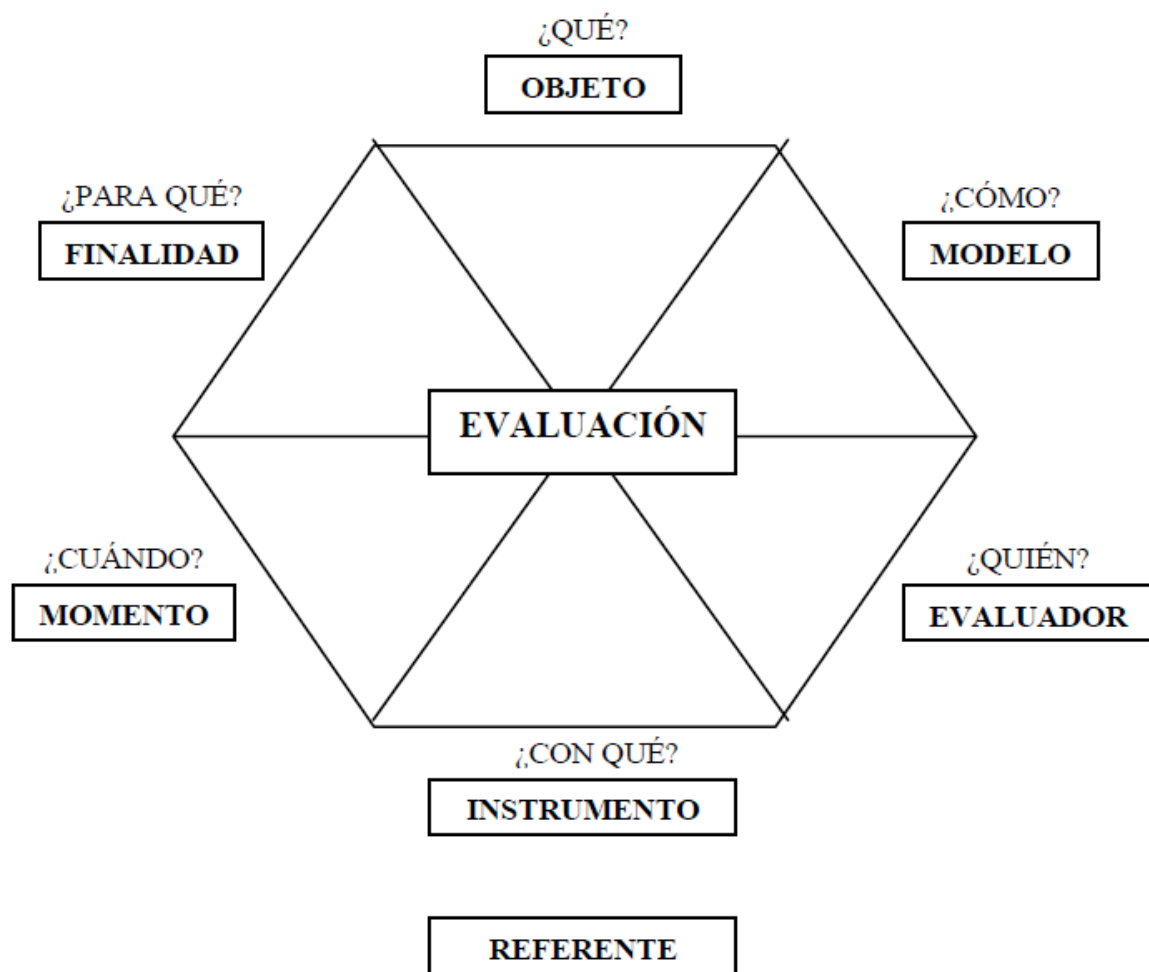 ¿QUÉ?
OBJETO
¿PARA QUÉ?
FINALIDAD
¿CÓMO?
MODELO
EVALUACIÓN
¿CUÁNDO?
MOMENTO
¿QUIÉN?
EVALUADOR
¿CON QUÉ?
INSTRUMENTO
REFERENTE